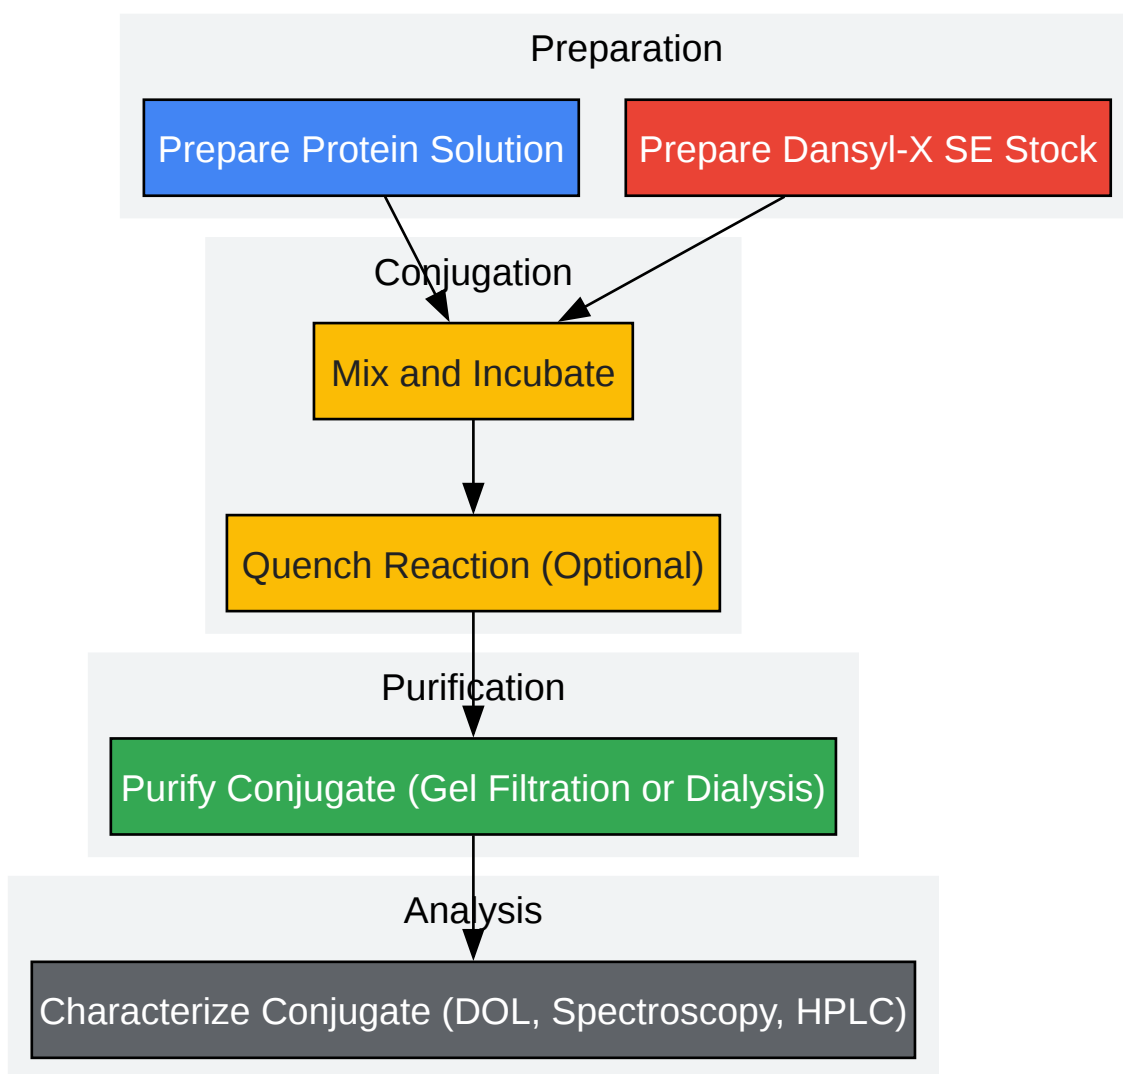 Preparation
Prepare Protein Solution
Prepare Dansyl-X SE Stock
Conjugation
Mix and Incubate
Quench Reaction (Optional)
Purification
Purify Conjugate (Gel Filtration or Dialysis)
Analysis
Characterize Conjugate (DOL, Spectroscopy, HPLC)